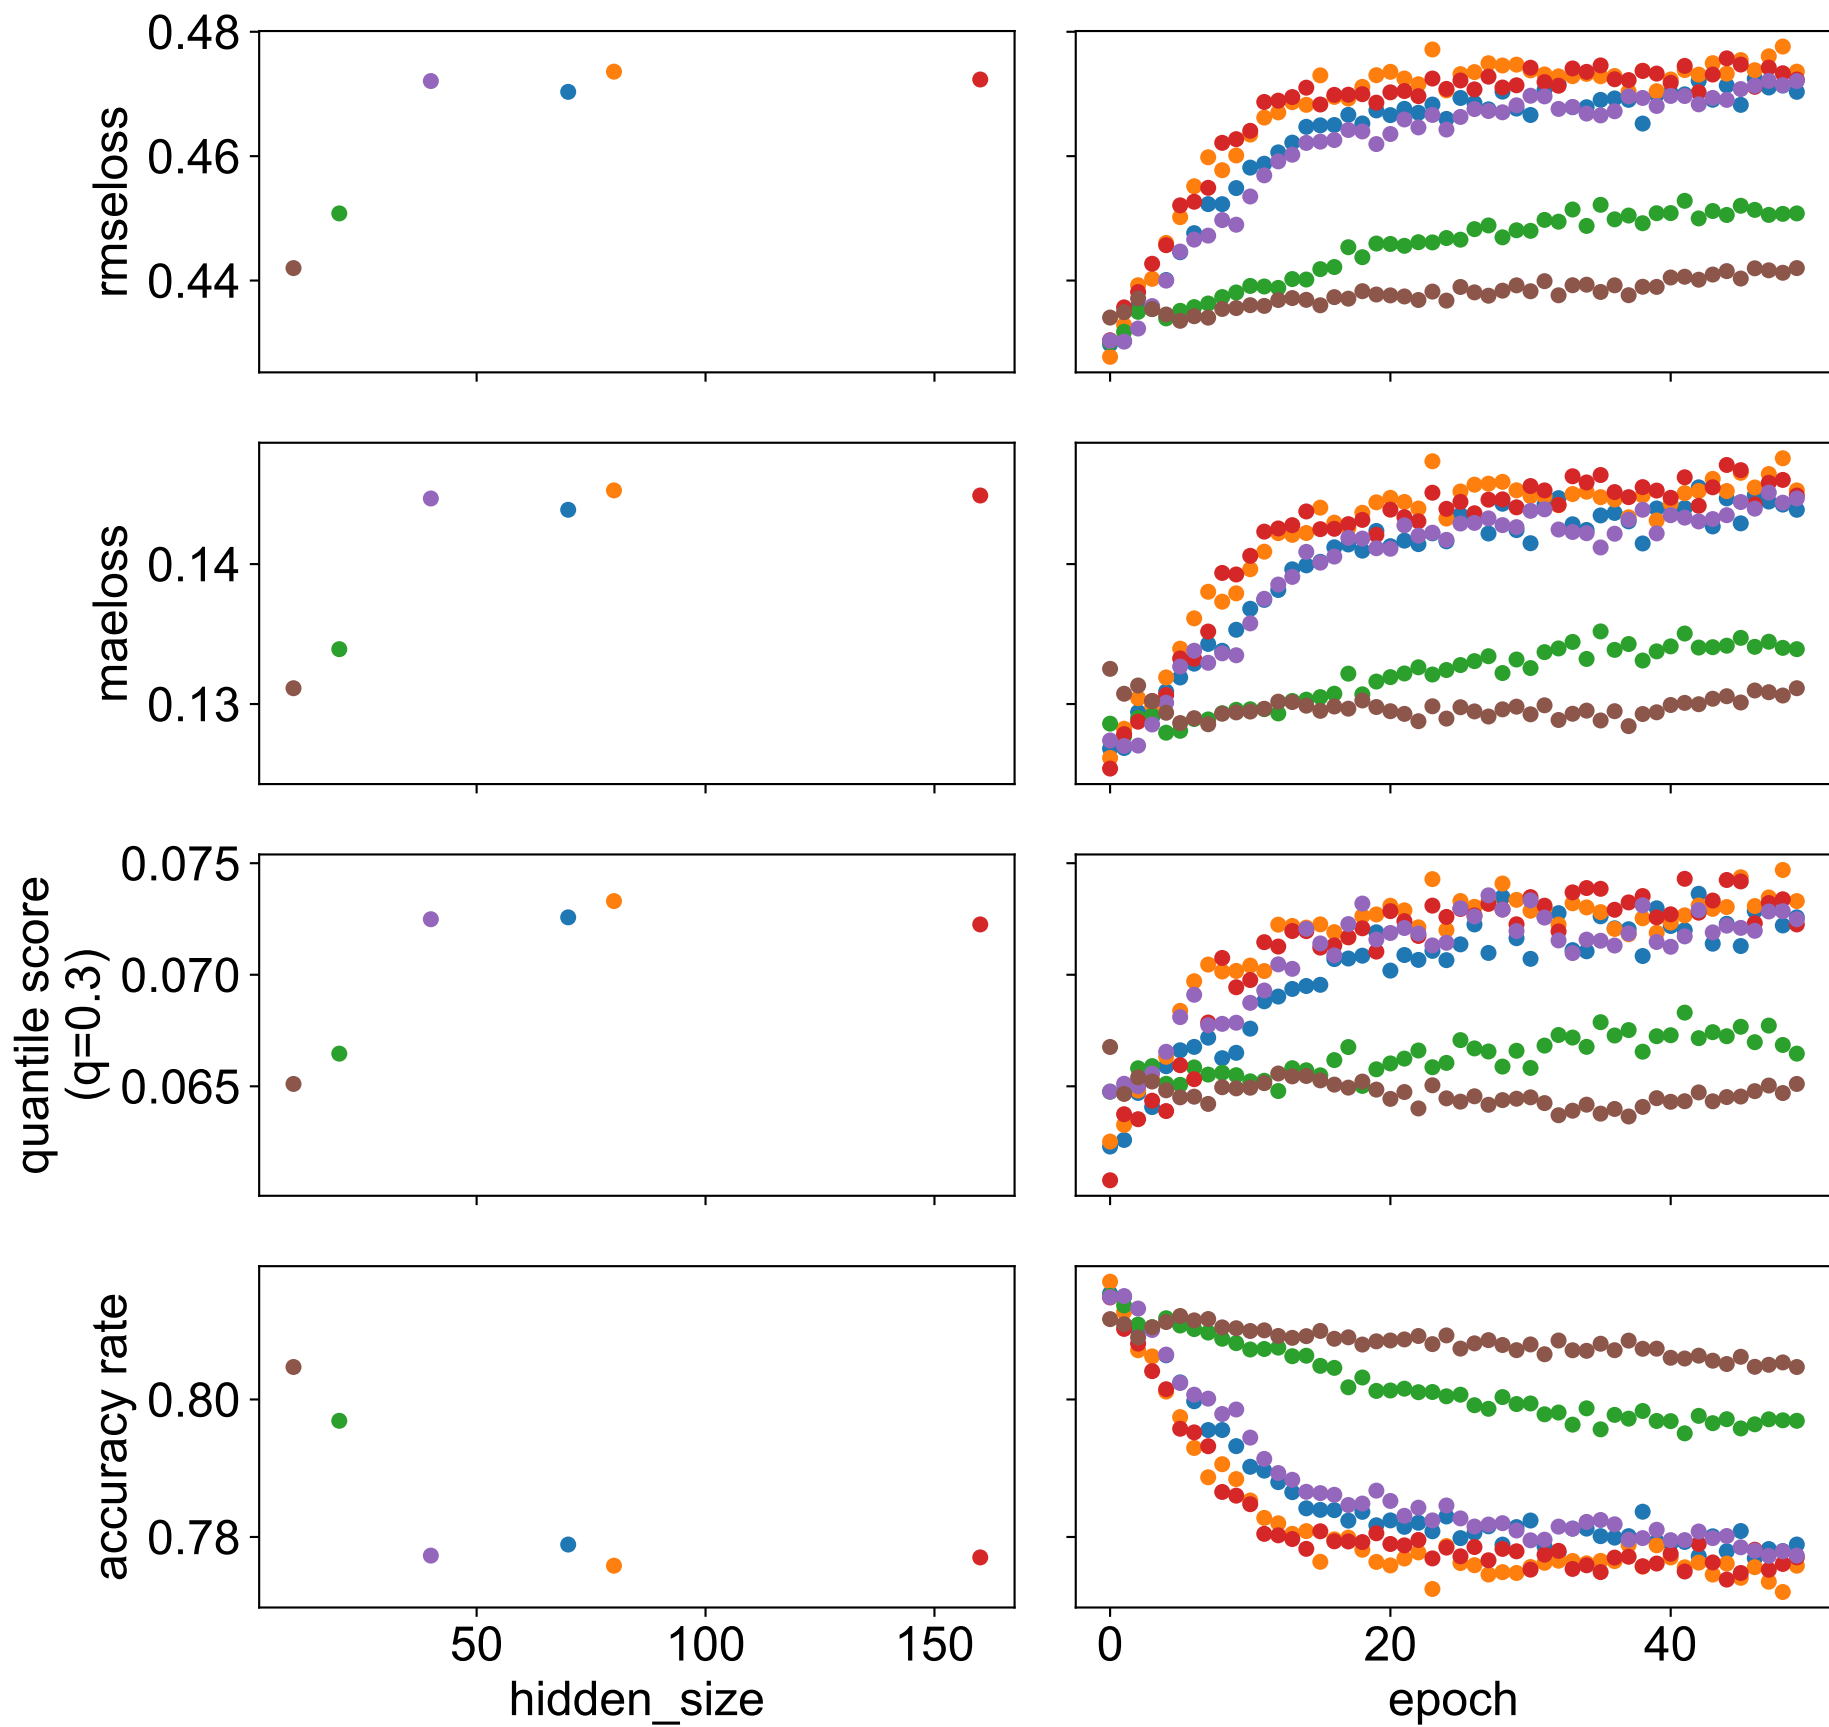 0.48
0.46
0.44
rmseloss
0.14
0.13
maeloss
0.075
0.070
0.065
quantile score
(q=0.3)
0.80
0.78
accuracy rate
50 100 150
hidden_size
0 20 40
epoch